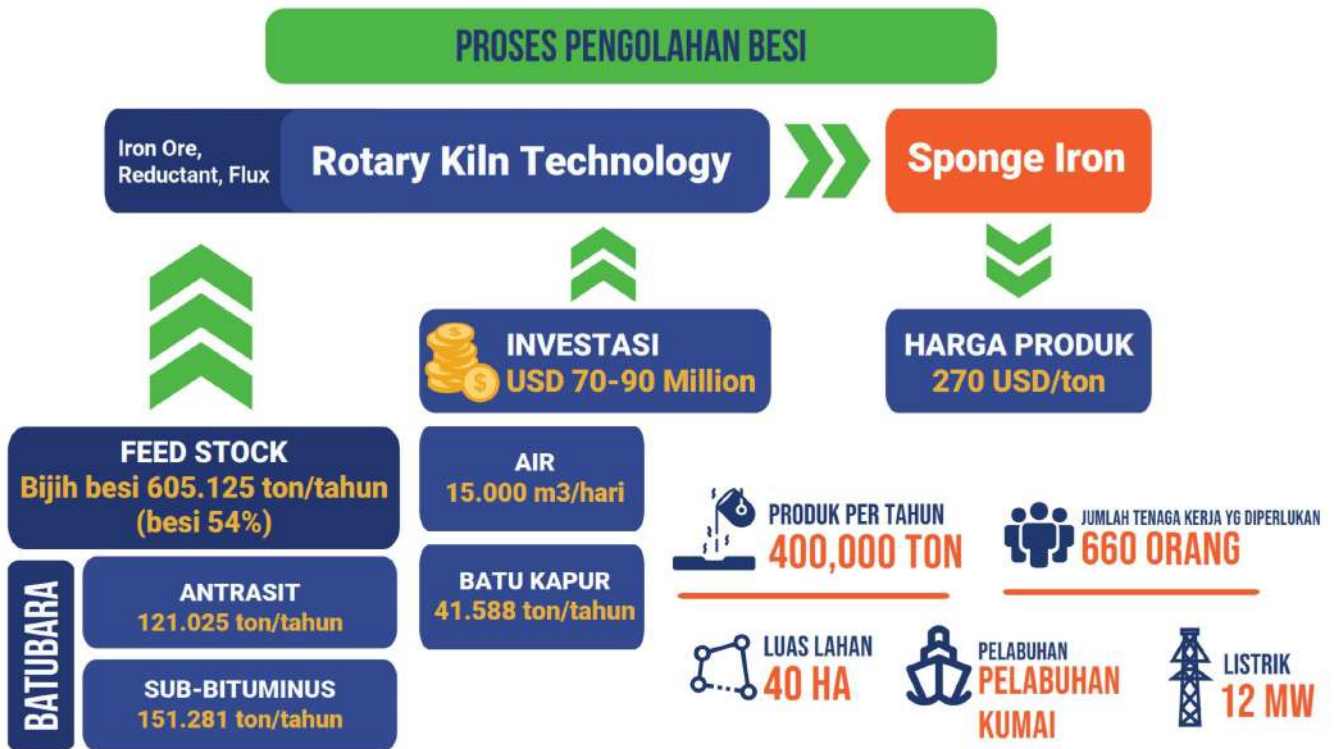 PROSES PENGOLAHAN BESI
Iron Ore,
Reductant, Flux
Rotary Kiln Technology
Sponge Iron
INVESTASI
USD 70-90 Million
HARGA PRODUK
270 USD/ton
FEED STOCK
Bijih besi 605.125 ton/tahun
(besi 54%)
BATUBARA
ANTRASIT
121.025 ton/tahun
SUB-BITUMINUS
151.281 ton/tahun
AIR
15.000 m3/hari
BATU KAPUR
41.588 ton/tahun
PRODUK PER TAHUN
400,000 TON
JUMLAH TENAGA KERJA YG DIPERLUKAN
660 ORANG
LUAS LAHAN
40 HA
PELABUHAN
PELABUHAN
KUMAI
LISTRIK
12 MW